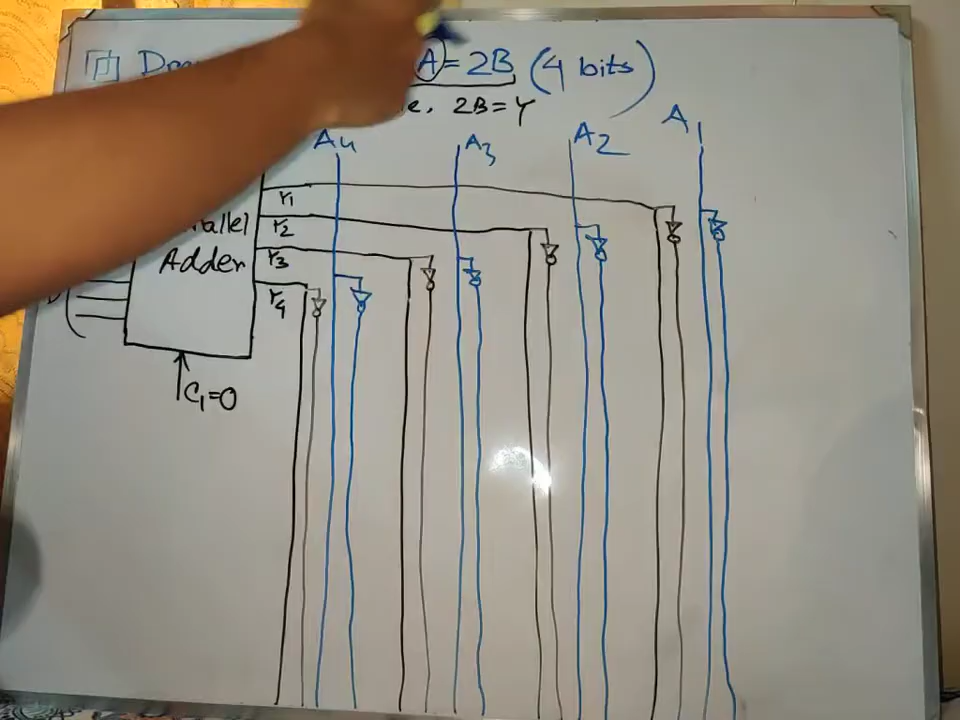 A = 2B (4 bits)
2B = Y
A4 A3 A2 A1
r1
r2
r3
Adder
r4
C1=0